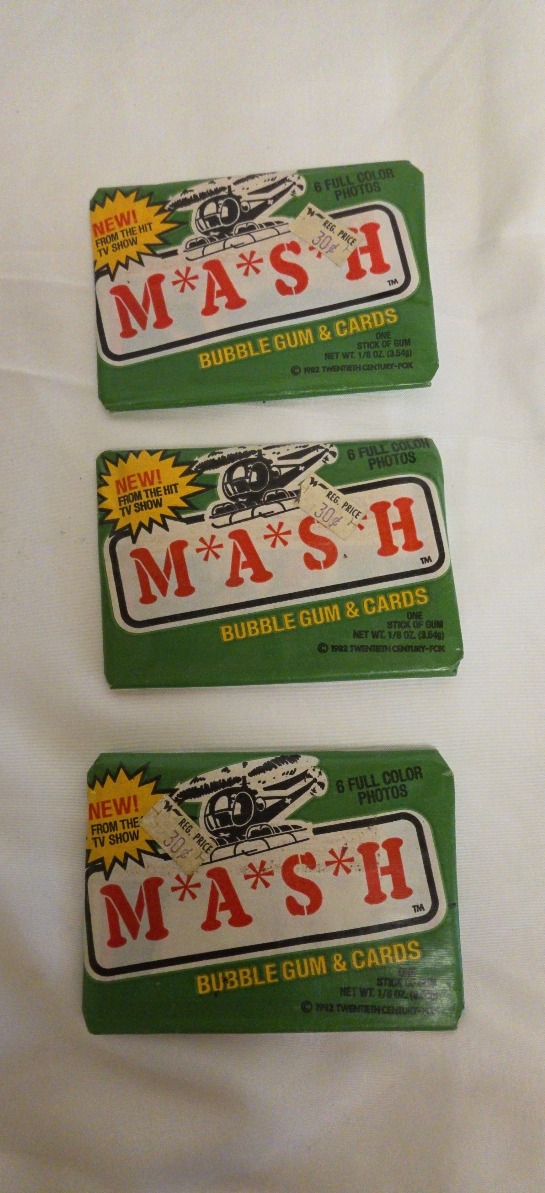 NEW!
FROM THE HIT
TV SHOW
6 FULL COLOR
PHOTOS
REG. PRICE
30¢
M*A*S*H
TM
BUBBLE GUM & CARDS
ONE
STICK OF GUM
NET WT. 1/8 OZ. (3.54g)
© 1982 TWENTIETH CENTURY-FOX
NEW!
FROM THE HIT
TV SHOW
6 FULL COLOR
PHOTOS
REG. PRICE
30¢
M*A*S*H
TM
BUBBLE GUM & CARDS
ONE
STICK OF GUM
NET WT. 1/8 OZ. (3.54g)
© 1982 TWENTIETH CENTURY-FOX
NEW!
FROM THE
TV SHOW
6 FULL COLOR
PHOTOS
REG. PRICE
30¢
M*A*S*H
TM
BUBBLE GUM & CARDS
ONE
STICK OF GUM
NET WT. 1/8 OZ.
© 1982 TWENTIETH CENTURY-FOX